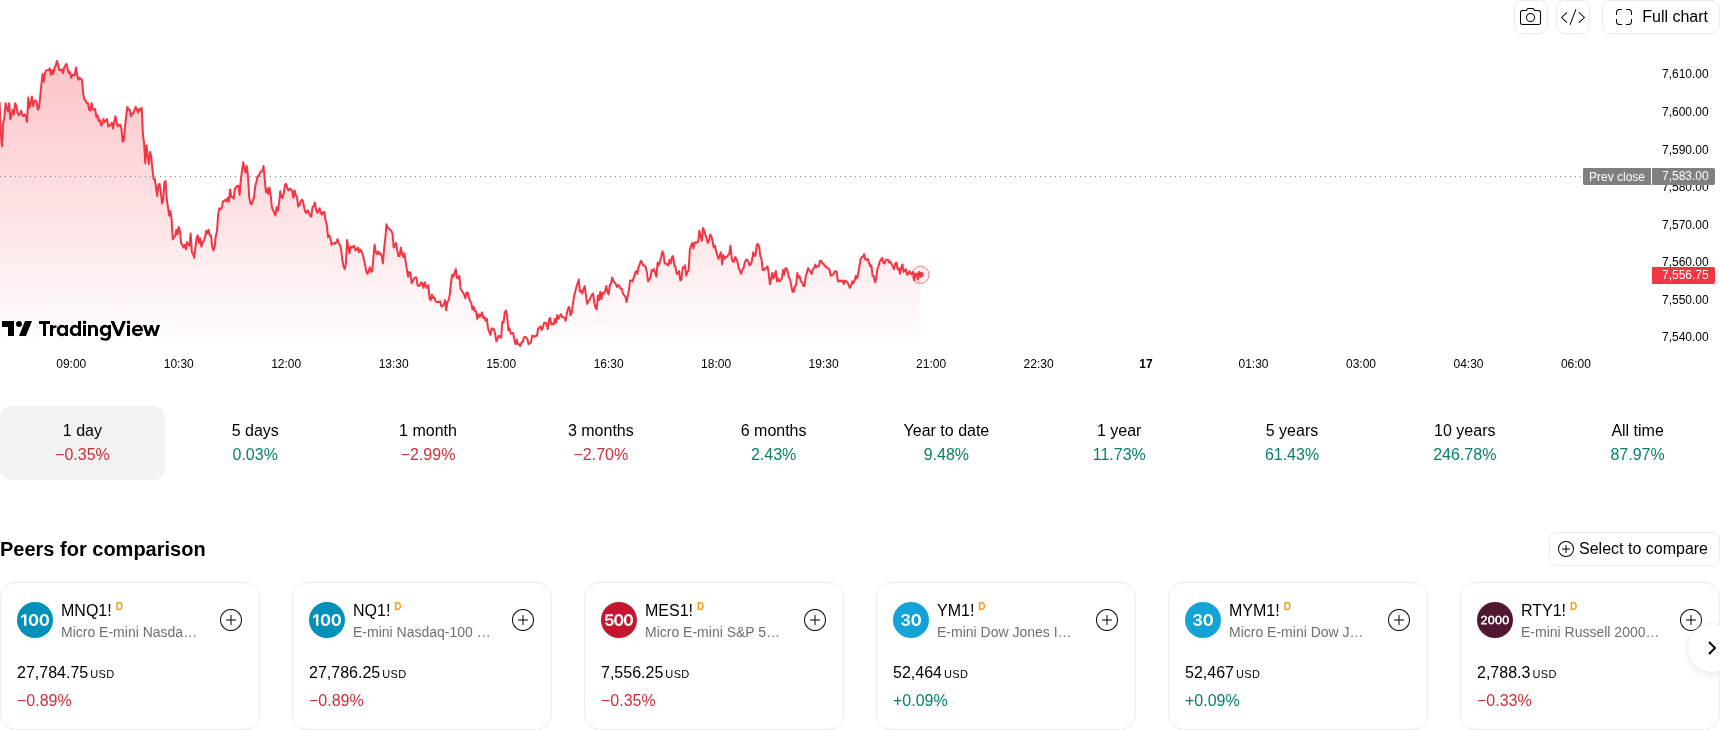 Full chart
7,610.00
7,600.00
7,590.00
Prev close 7,583.00
7,580.00
7,570.00
7,560.00
7,556.75
7,550.00
7,540.00
TradingView
09:00 10:30 12:00 13:30 15:00 16:30 18:00 19:30 21:00 22:30 17 01:30 03:00 04:30 06:00
1 day 5 days 1 month 3 months 6 months Year to date 1 year 5 years 10 years All time
−0.35% 0.03% −2.99% −2.70% 2.43% 9.48% 11.73% 61.43% 246.78% 87.97%
Peers for comparison
Select to compare
100 MNQ1! D
Micro E-mini Nasda…
27,784.75 USD
−0.89%
100 NQ1! D
E-mini Nasdaq-100 …
27,786.25 USD
−0.89%
500 MES1! D
Micro E-mini S&P 5…
7,556.25 USD
−0.35%
30 YM1! D
E-mini Dow Jones I…
52,464 USD
+0.09%
30 MYM1! D
Micro E-mini Dow J…
52,467 USD
+0.09%
2000 RTY1! D
E-mini Russell 2000…
2,788.3 USD
−0.33%